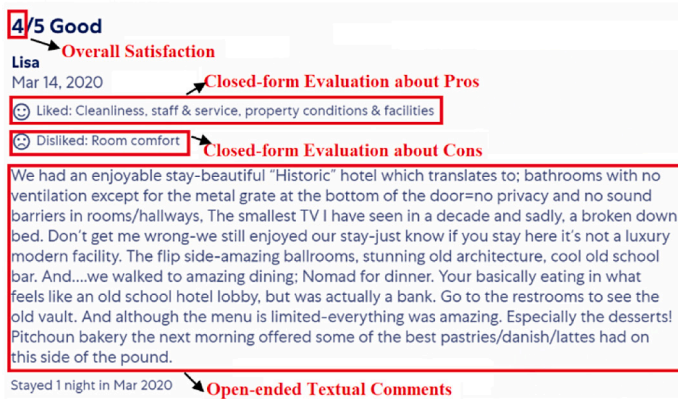 4/5 Good
Overall Satisfaction
Lisa
Mar 14, 2020
Closed-form Evaluation about Pros
Liked: Cleanliness, staff & service, property conditions & facilities
Disliked: Room comfort
Closed-form Evaluation about Cons
We had an enjoyable stay-beautiful “Historic” hotel which translates to; bathrooms with no
ventilation except for the metal grate at the bottom of the door=no privacy and no sound
barriers in rooms/hallways, The smallest TV I have seen in a decade and sadly, a broken down
bed. Don’t get me wrong-we still enjoyed our stay-just know if you stay here it’s not a luxury
modern facility. The flip side-amazing ballrooms, stunning old architecture, cool old school
bar. And....we walked to amazing dining; Nomad for dinner. Your basically eating in what
feels like an old school hotel lobby, but was actually a bank. Go to the restrooms to see the
old vault. And although the menu is limited-everything was amazing. Especially the desserts!
Pitchoun bakery the next morning offered some of the best pastries/danish/lattes had on
this side of the pound.
Stayed 1 night in Mar 2020
Open-ended Textual Comments